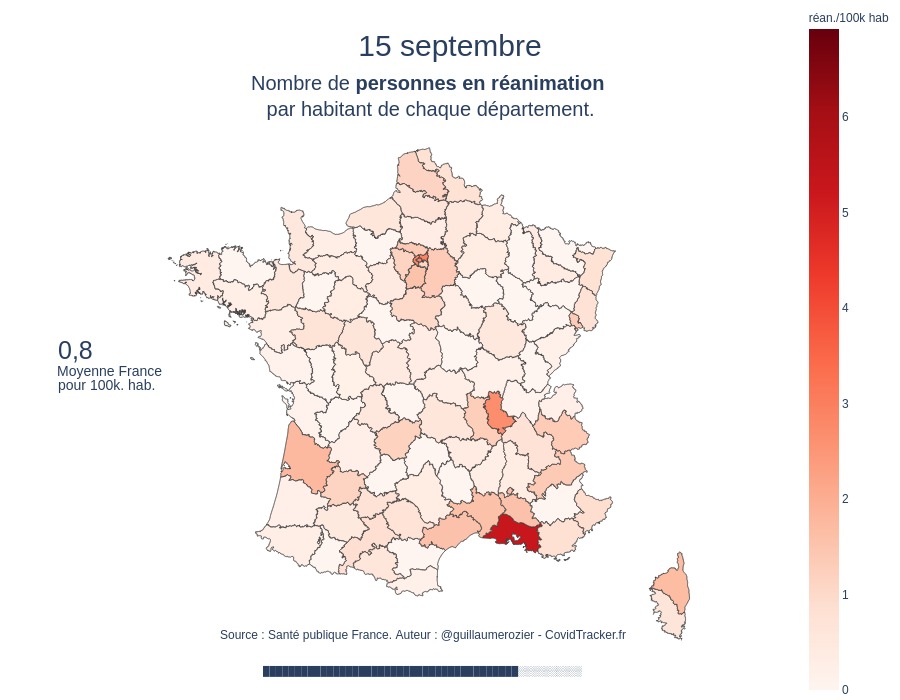 réan./100k hab
15 septembre
Nombre de personnes en réanimation
par habitant de chaque département.
6
5
4
3
2
1
0
0,8
Moyenne France
pour 100k. hab.
Source : Santé publique France. Auteur : @guillaumerozier - CovidTracker.fr